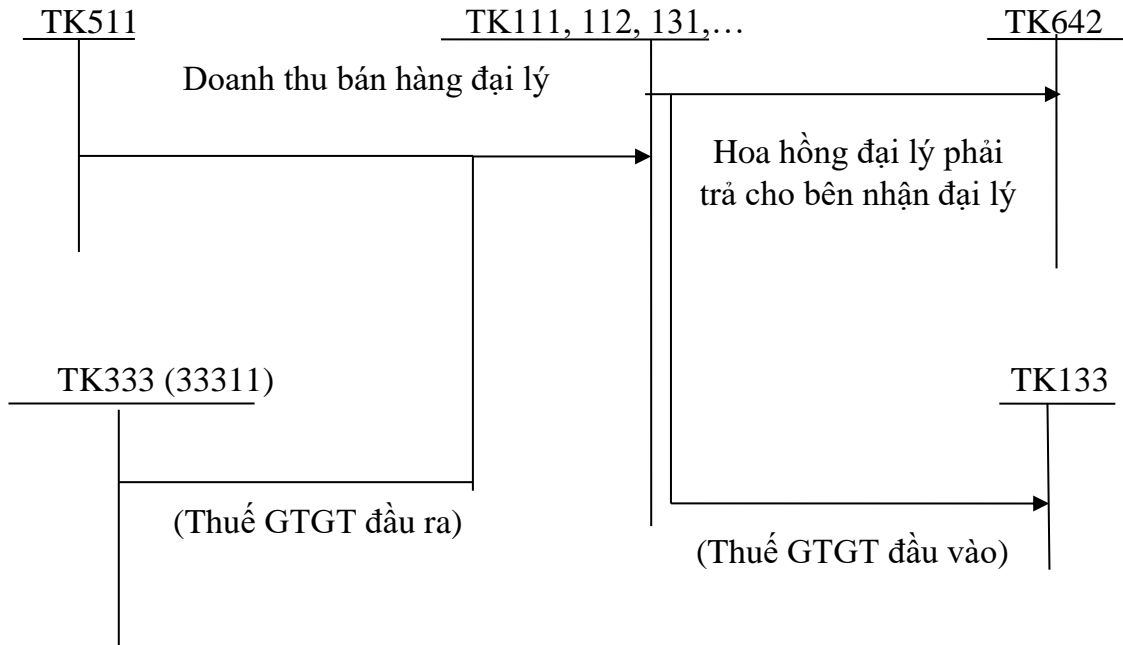 TK511
TK111, 112, 131,…
TK642
Doanh thu bán hàng đại lý
Hoa hồng đại lý phải
trả cho bên nhận đại lý
TK333 (33311)
TK133
(Thuế GTGT đầu ra)
(Thuế GTGT đầu vào)